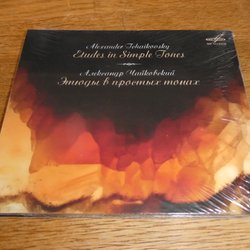 Alexander Tchaikovsky
Etudes in Simple Tones
Александр Чайковский
Этюды в простых тонах